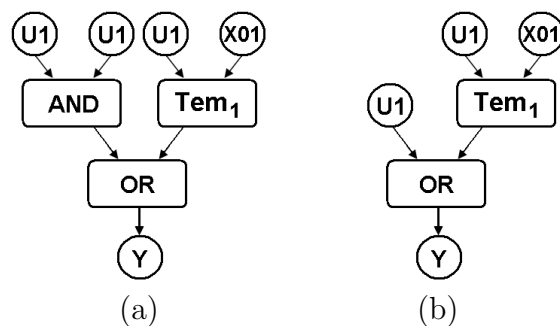 U1 U1 U1 X01 U1 X01
AND Tem1 Tem1
U1
OR OR
Y Y
(a) (b)